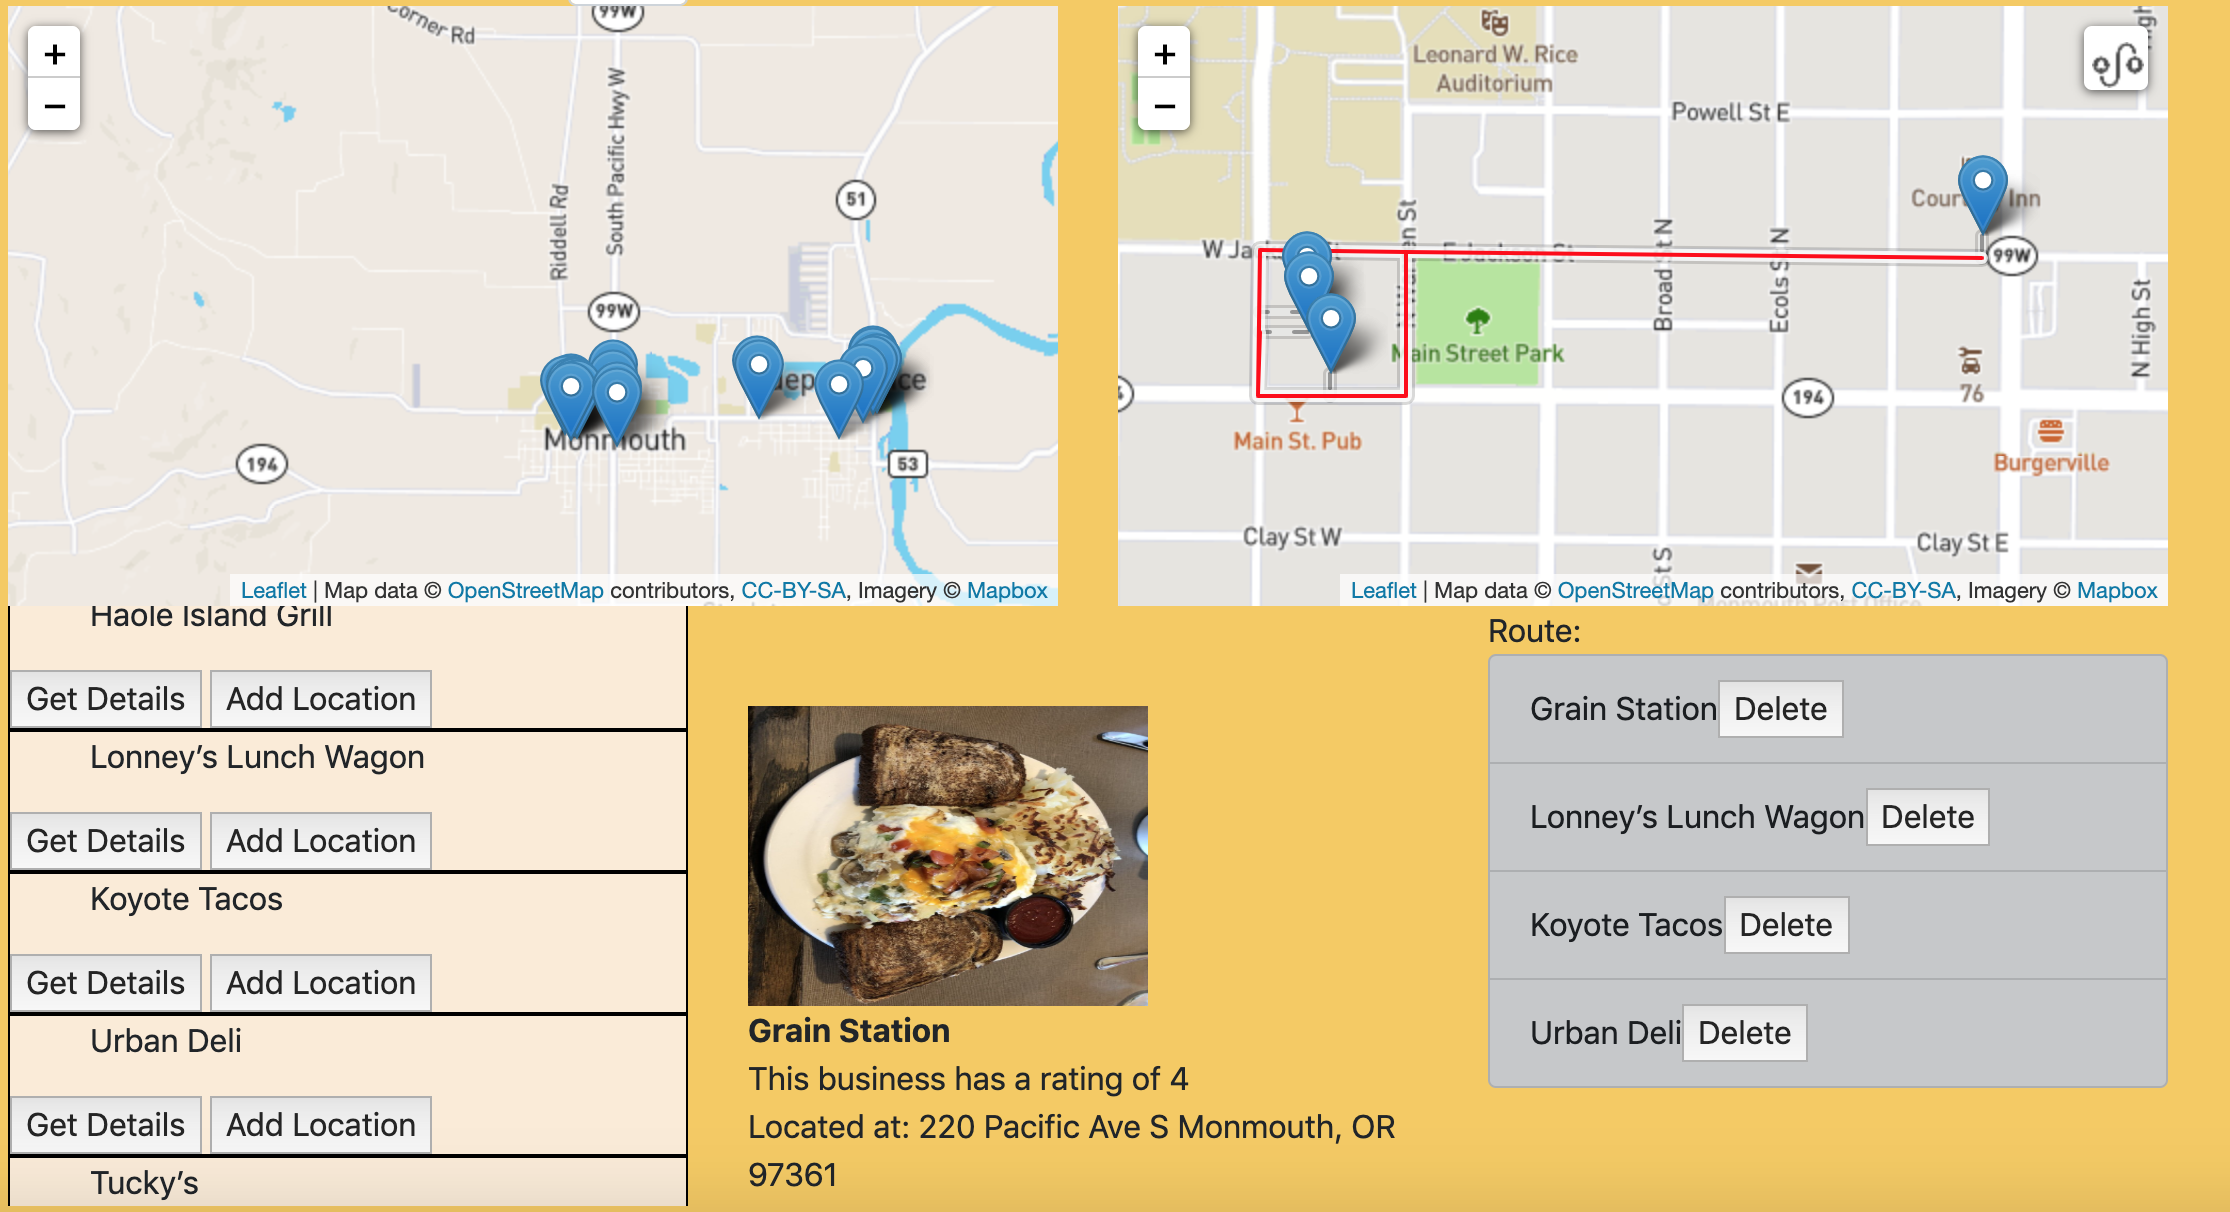 99W
Corner Rd
+
−
Riddell Rd
South Pacific Hwy W
51
99W
Monmouth
194
53
Leaflet | Map data © OpenStreetMap contributors, CC-BY-SA, Imagery © Mapbox
+
−
Leonard W. Rice
Auditorium
Powell St E
Inn
99W
Ecols St N
N High St
Main Street Park
194
76
Main St. Pub
Burgerville
Clay St W
Clay St E
Leaflet | Map data © OpenStreetMap contributors, CC-BY-SA, Imagery © Mapbox
Haole Island Grill
Get Details Add Location
Lonney’s Lunch Wagon
Get Details Add Location
Koyote Tacos
Get Details Add Location
Urban Deli
Get Details Add Location
Tucky’s
Grain Station
This business has a rating of 4
Located at: 220 Pacific Ave S Monmouth, OR
97361
Route:
Grain Station Delete
Lonney’s Lunch Wagon Delete
Koyote Tacos Delete
Urban Deli Delete